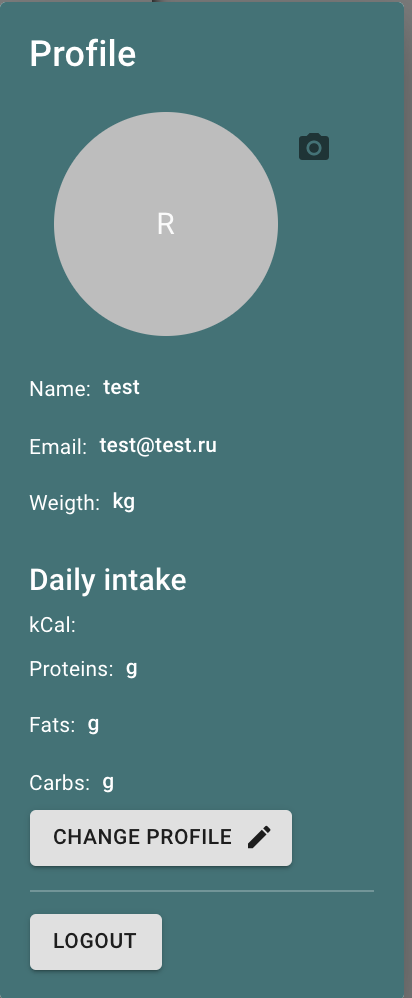 Profile
R
Name: test
Email: test@test.ru
Weigth: kg
Daily intake
kCal:
Proteins: g
Fats: g
Carbs: g
CHANGE PROFILE
LOGOUT